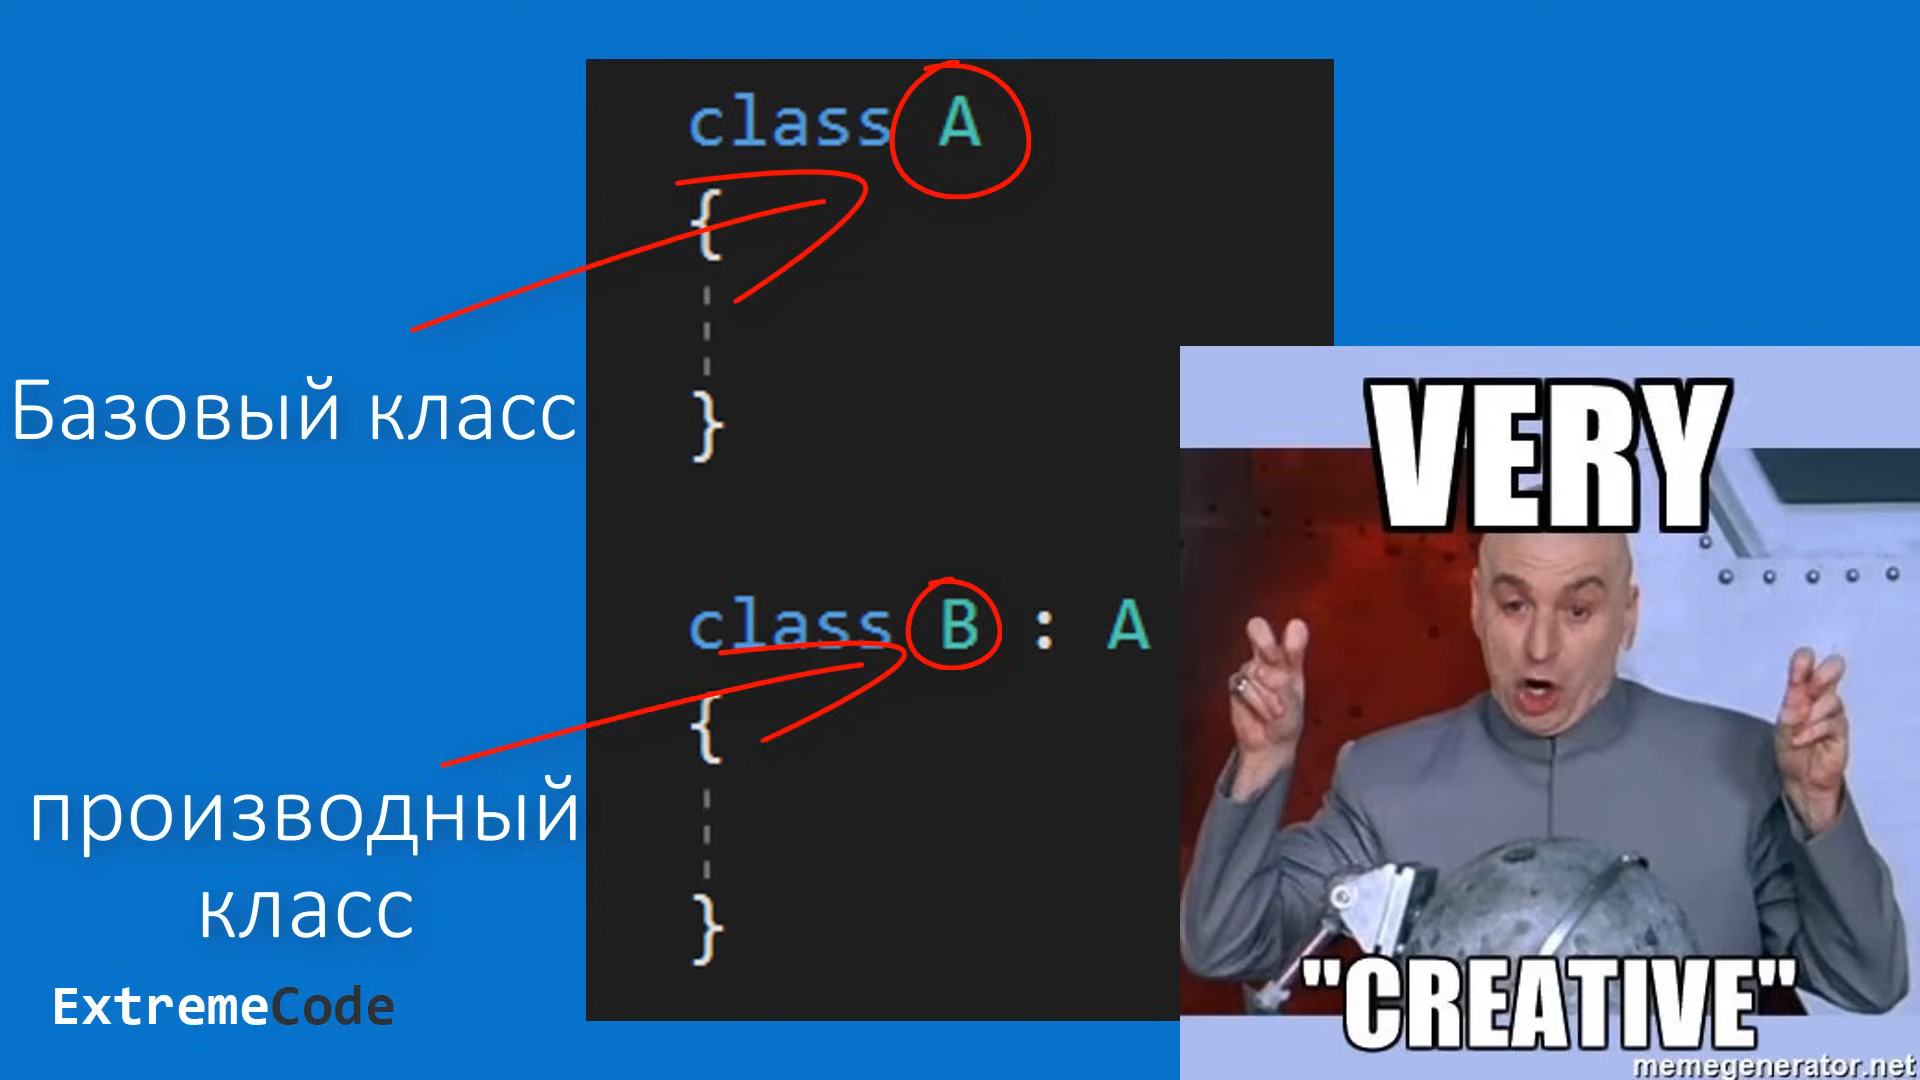 class A
{
}
Базовый класс
class B : A
{
}
производный
класс
ExtremeCode
VERY
"CREATIVE"
memegenerator.net